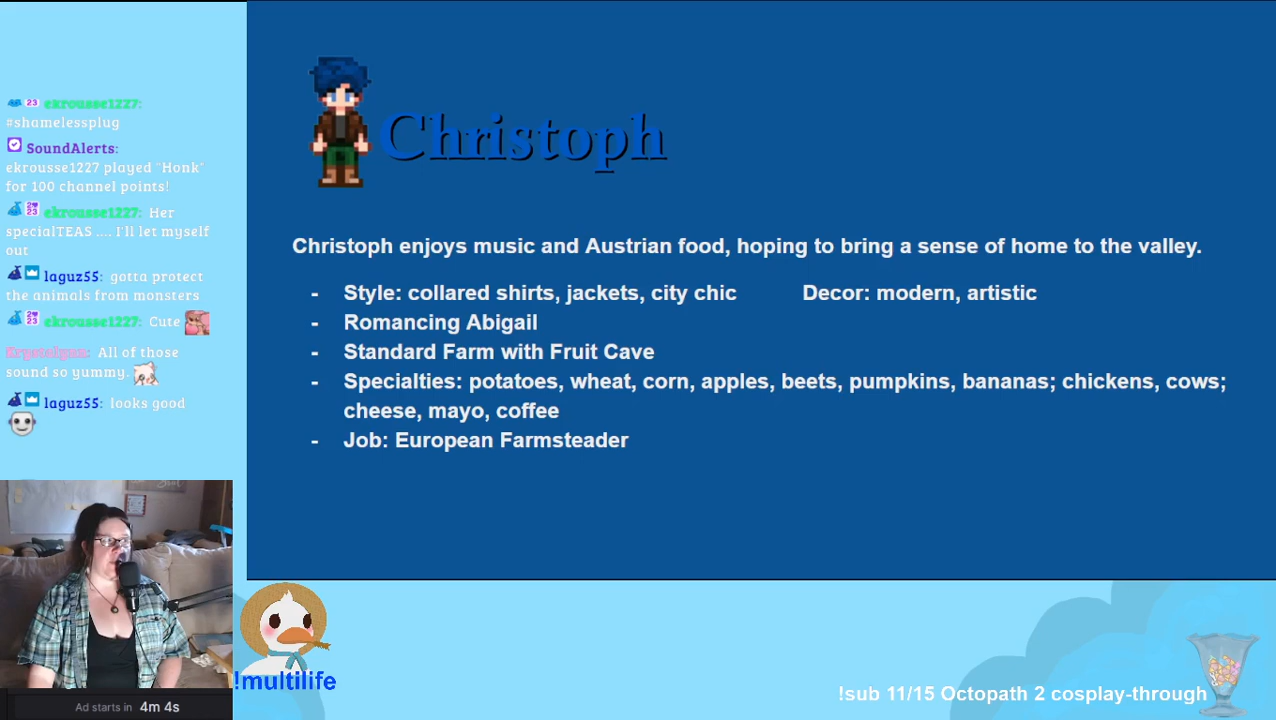 ekrousse1227:
#shamelessplug
SoundAlerts:
ekrousse1227 played "Honk"
for 100 channel points!
ekrousse1227: Her
specialTEAS .... I'll let myself
out
laguz55: gotta protect
the animals from monsters
ekrousse1227: Cute
KrystaLynn: All of those
sound so yummy.
laguz55: looks good
Christoph
Christoph enjoys music and Austrian food, hoping to bring a sense of home to the valley.
- Style: collared shirts, jackets, city chic Decor: modern, artistic
- Romancing Abigail
- Standard Farm with Fruit Cave
- Specialties: potatoes, wheat, corn, apples, beets, pumpkins, bananas; chickens, cows;
cheese, mayo, coffee
- Job: European Farmsteader
!multilife
!sub 11/15 Octopath 2 cosplay-through
Ad starts in 4m 4s